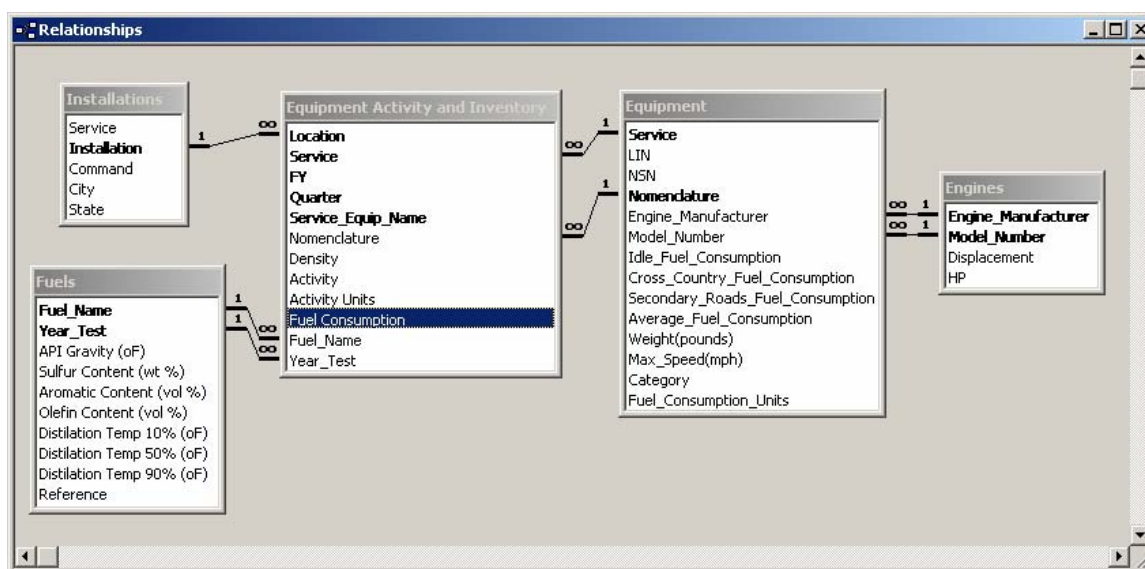 Relationships
Installations
Service
Installation
Command
City
State
Equipment Activity and Inventory
Location
Service
FY
Quarter
Service_Equip_Name
Nomenclature
Density
Activity
Activity Units
Fuel Consumption
Fuel_Name
Year_Test
Equipment
Service
LIN
NSN
Nomenclature
Engine_Manufacturer
Model_Number
Idle_Fuel_Consumption
Cross_Country_Fuel_Consumption
Secondary_Roads_Fuel_Consumption
Average_Fuel_Consumption
Weight(pounds)
Max_Speed(mph)
Category
Fuel_Consumption_Units
Engines
Engine_Manufacturer
Model_Number
Displacement
HP
Fuels
Fuel_Name
Year_Test
API Gravity (oF)
Sulfur Content (wt %)
Aromatic Content (vol %)
Olefin Content (vol %)
Distilation Temp 10% (oF)
Distilation Temp 50% (oF)
Distilation Temp 90% (oF)
Reference
1 ∞
1 ∞
1 ∞
∞ 1
∞ 1
∞ 1
∞ 1